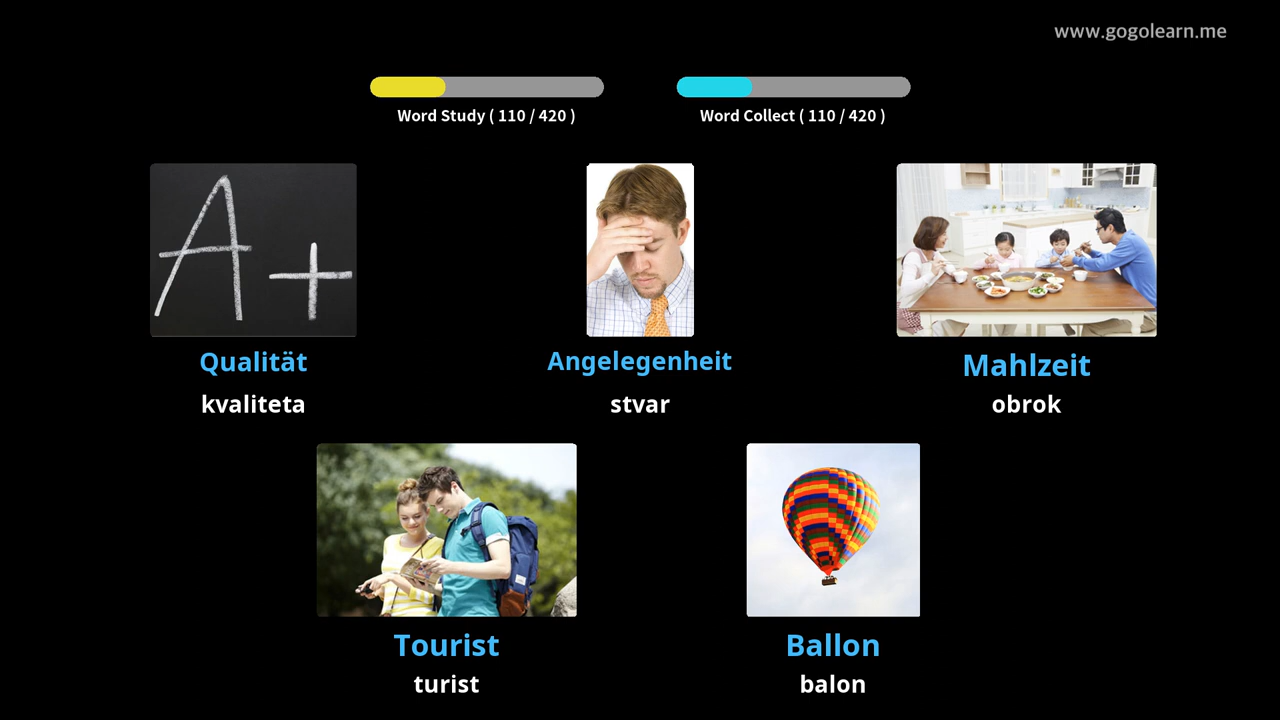 www.gogolearn.me
Word Study ( 110 / 420 )
Word Collect ( 110 / 420 )
A+
Qualität
kvaliteta
Angelegenheit
stvar
Mahlzeit
obrok
Tourist
turist
Ballon
balon